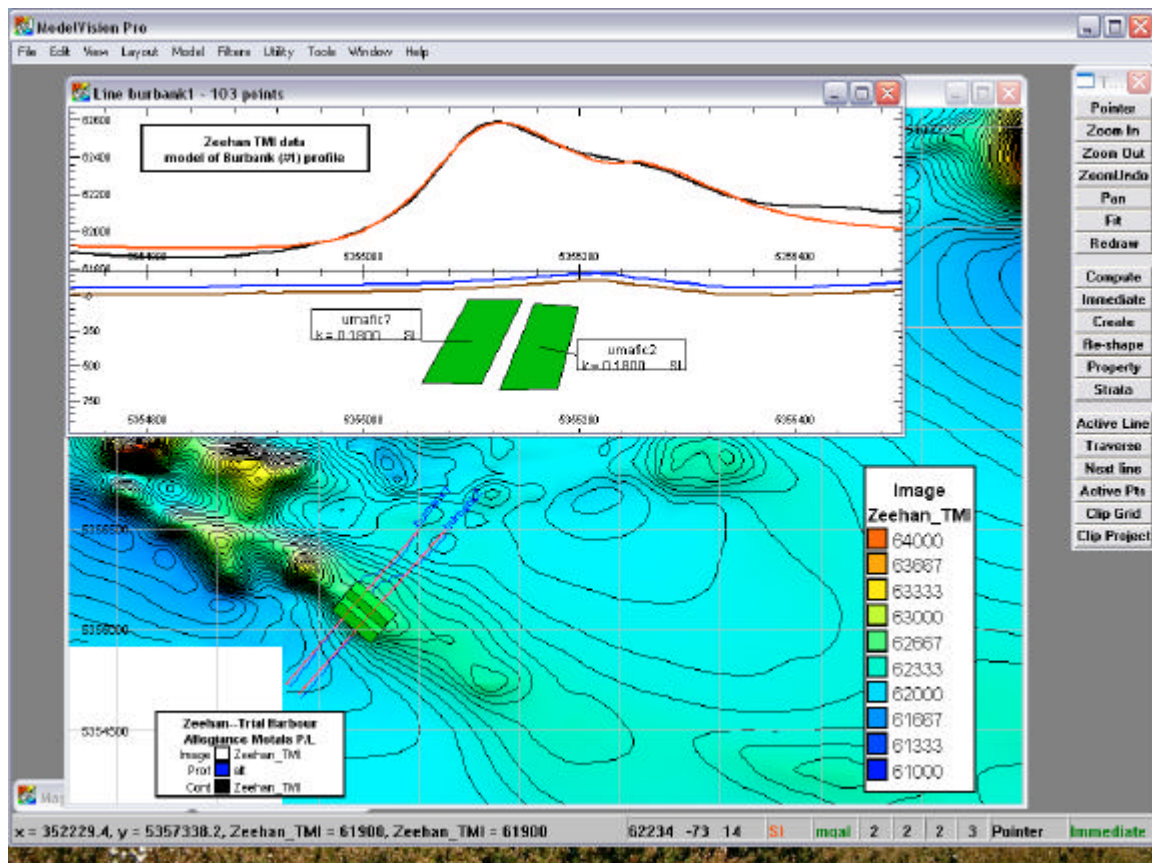 ModelVision Pro
File Edit View Layout Model Filters Utility Tools Window Help
Line burbank1 - 103 points
Zeehan TMI data
model of Burbank (#1) profile
62600
62400
62200
62000
61800
5354800 5355000 5355200 5355400
-0
250
500
750
umafic7
k = 0.1800 SI
umafic2
k = 0.1800 SI
5354800 5355000 5355200 5355400
T...
Pointer
Zoom In
Zoom Out
ZoomUndo
Pan
Fit
Redraw
Compute
Immediate
Create
Re-shape
Property
Strata
Active Line
Traverse
Next line
Active Pts
Clip Grid
Clip Project
5355500
5355000
5354500
Image
Zeehan_TMI
64000
63667
63333
63000
62667
62333
62000
61667
61333
61000
Zeehan--Trial Harbour
Allegiance Metals P/L
Image Zeehan_TMI
Prof alt
Cont Zeehan_TMI
x = 352229.4, y = 5357338.2, Zeehan_TMI = 61900, Zeehan_TMI = 61900 62234 -73 14 SI mgal 2 2 2 3 Pointer Immediate